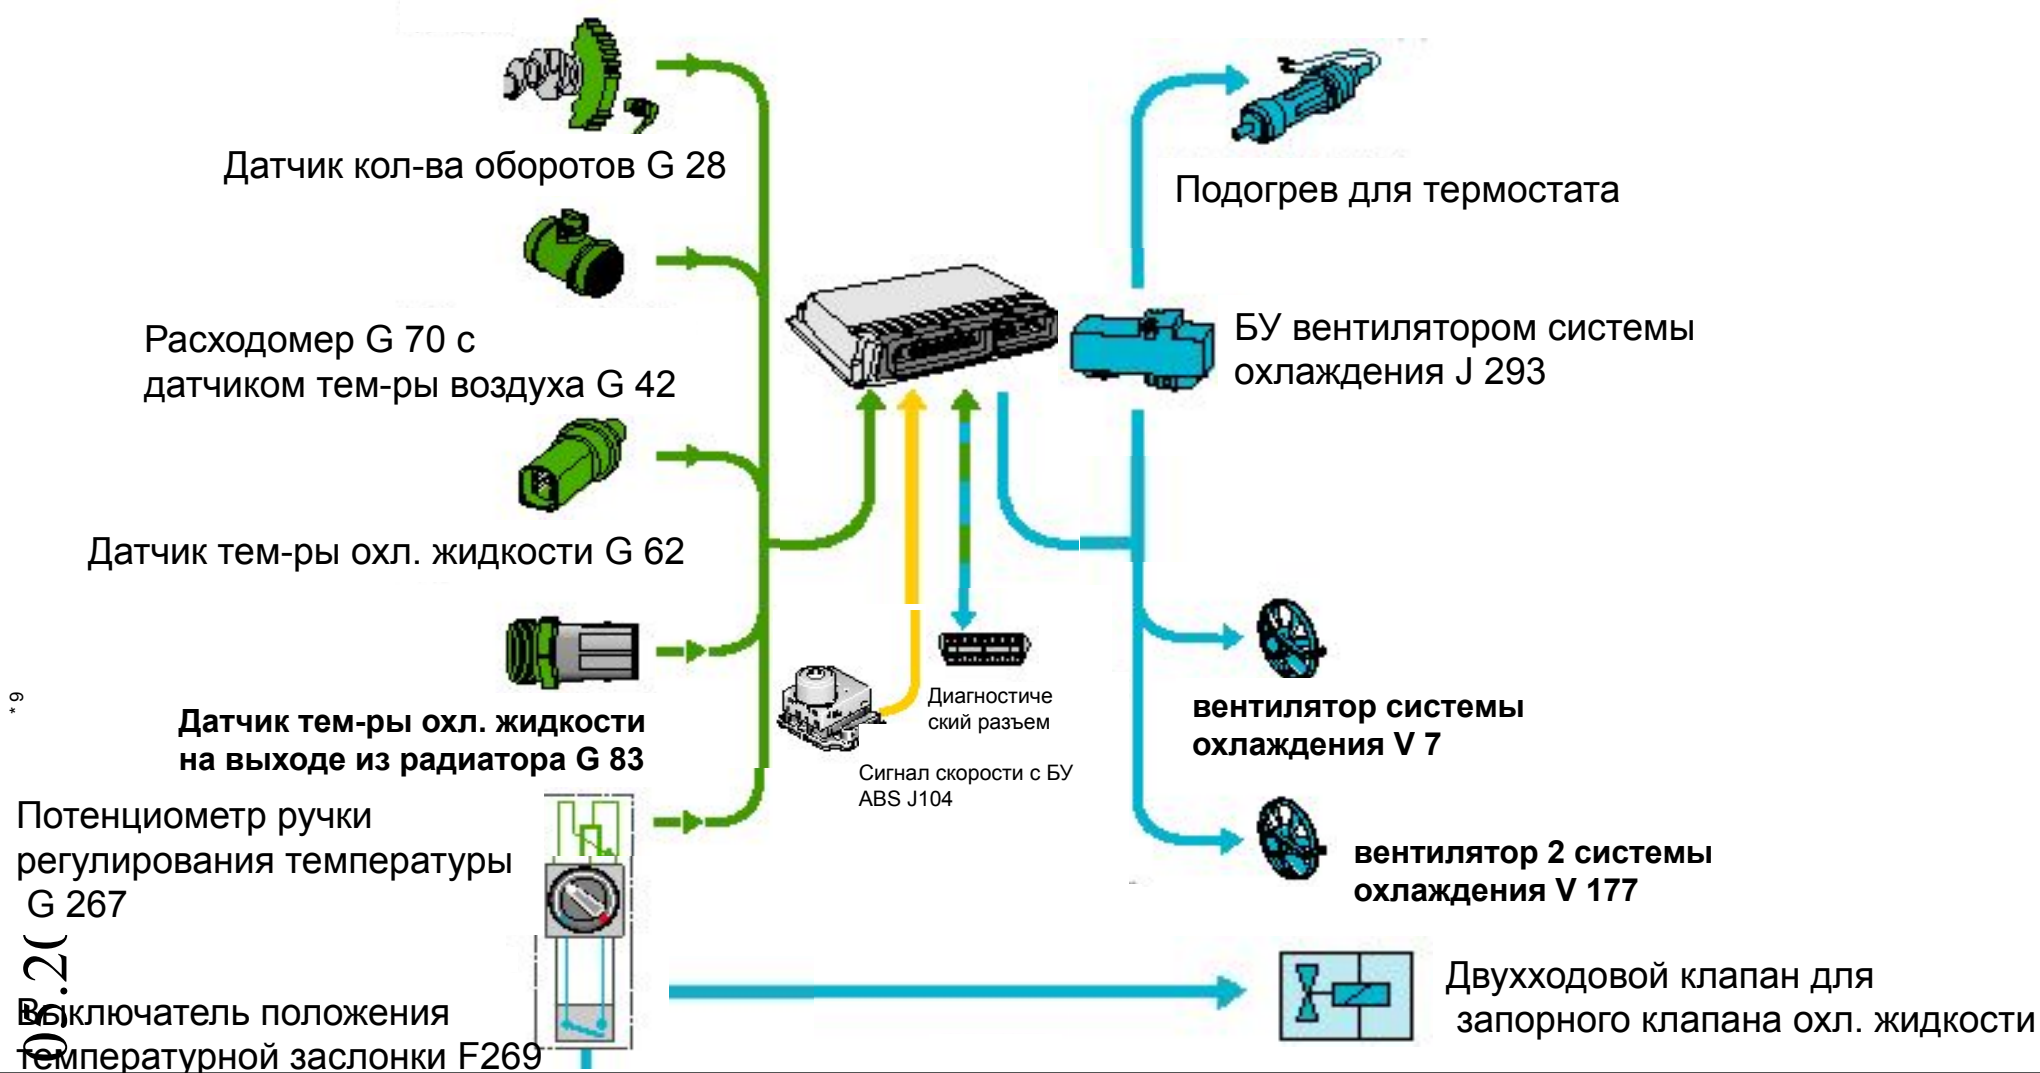 Датчик кол-ва оборотов G 28
Подогрев для термостата
Расходомер G 70 с
датчиком тем-ры воздуха G 42
БУ вентилятором системы
охлаждения J 293
Датчик тем-ры охл. жидкости G 62
Датчик тем-ры охл. жидкости
на выходе из радиатора G 83
Диагностиче
ский разъем
Сигнал скорости с БУ
ABS J104
вентилятор системы
охлаждения V 7
Потенциометр ручки
регулирования температуры
G 267
вентилятор 2 системы
охлаждения V 177
Выключатель положения
температурной заслонки F269
Двухходовой клапан для
запорного клапана охл. жидкости